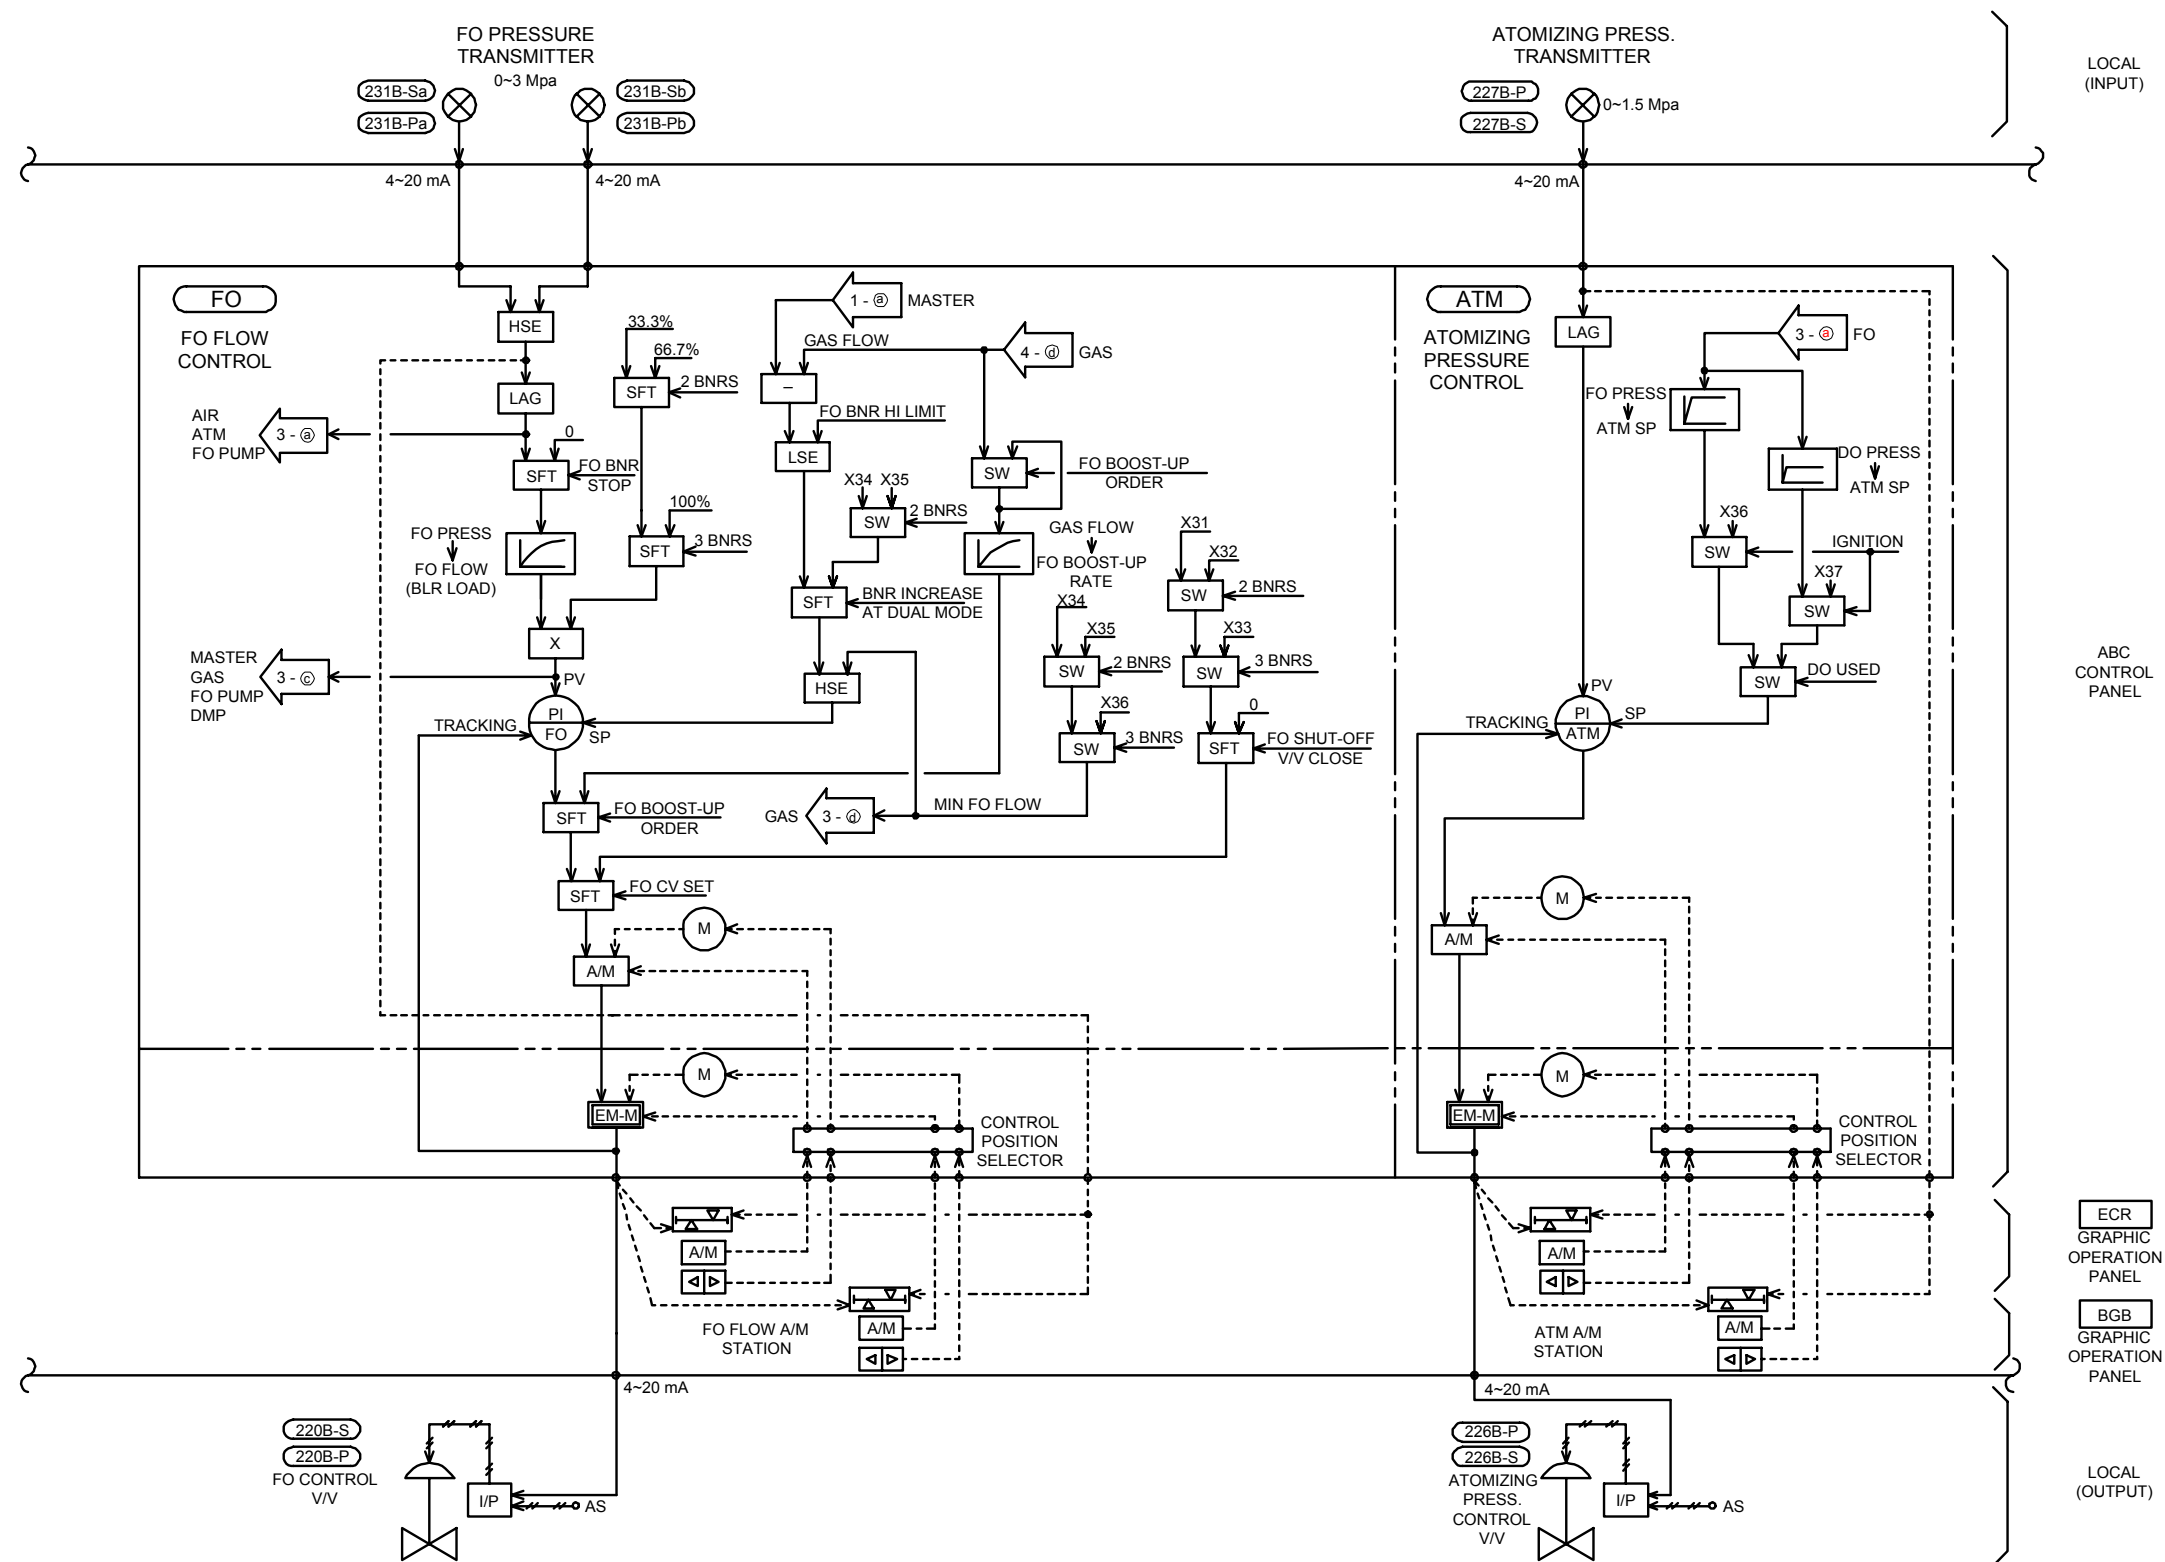 FO PRESSURE
TRANSMITTER
0~3 Mpa
231B-Sa
231B-Sb
231B-Pa
231B-Pb
ATOMIZING PRESS.
TRANSMITTER
227B-P
0~1.5 Mpa
227B-S
LOCAL
(INPUT)
4~20 mA
4~20 mA
4~20 mA
FO
FO FLOW
CONTROL
HSE
LAG
AIR
ATM
FO PUMP
3 - ⓐ
0
SFT
FO BNR
STOP
FO PRESS
FO FLOW
(BLR LOAD)
X
MASTER
GAS
FO PUMP
DMP
3 - ⓒ
PV
PI
FO
SP
TRACKING
33.3%
66.7%
SFT
2 BNRS
100%
SFT
3 BNRS
1 - ⓐ
MASTER
GAS FLOW
4 - ⓓ
GAS
–
FO BNR HI LIMIT
LSE
X34
X35
SW
2 BNRS
SFT
BNR INCREASE
AT DUAL MODE
HSE
SW
FO BOOST-UP
ORDER
GAS FLOW
FO BOOST-UP
RATE
X34
X35
SW
2 BNRS
X36
SW
3 BNRS
X31
X32
SW
2 BNRS
X33
SW
3 BNRS
0
SFT
FO SHUT-OFF
V/V CLOSE
MIN FO FLOW
GAS
3 - ⓓ
SFT
FO BOOST-UP
ORDER
SFT
FO CV SET
M
A/M
M
EM-M
CONTROL
POSITION
SELECTOR
A/M
FO FLOW A/M
STATION
A/M
4~20 mA
220B-S
220B-P
FO CONTROL
V/V
I/P
AS
ATM
ATOMIZING
PRESSURE
CONTROL
LAG
3 - ⓐ
FO
FO PRESS
ATM SP
DO PRESS
ATM SP
X36
SW
IGNITION
X37
SW
SW
DO USED
PV
PI
ATM
SP
TRACKING
M
A/M
M
EM-M
CONTROL
POSITION
SELECTOR
A/M
ATM A/M
STATION
A/M
4~20 mA
226B-P
226B-S
ATOMIZING
PRESS.
CONTROL
V/V
I/P
AS
ABC
CONTROL
PANEL
ECR
GRAPHIC
OPERATION
PANEL
BGB
GRAPHIC
OPERATION
PANEL
LOCAL
(OUTPUT)